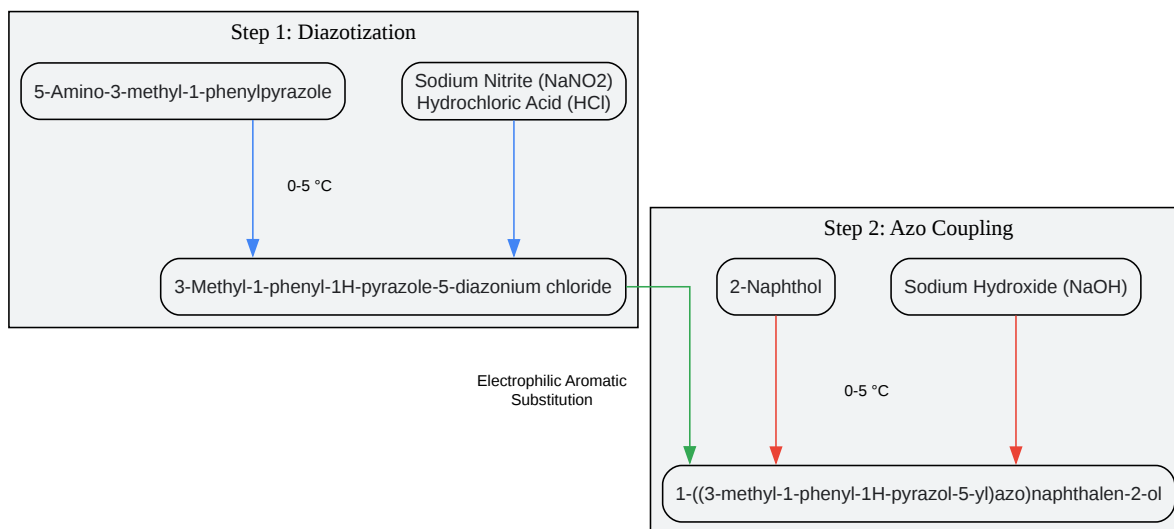 Step 1: Diazotization
5-Amino-3-methyl-1-phenylpyrazole
Sodium Nitrite (NaNO2)
Hydrochloric Acid (HCl)
0-5 °C
3-Methyl-1-phenyl-1H-pyrazole-5-diazonium chloride
Step 2: Azo Coupling
2-Naphthol
Sodium Hydroxide (NaOH)
Electrophilic Aromatic
Substitution
0-5 °C
1-((3-methyl-1-phenyl-1H-pyrazol-5-yl)azo)naphthalen-2-ol